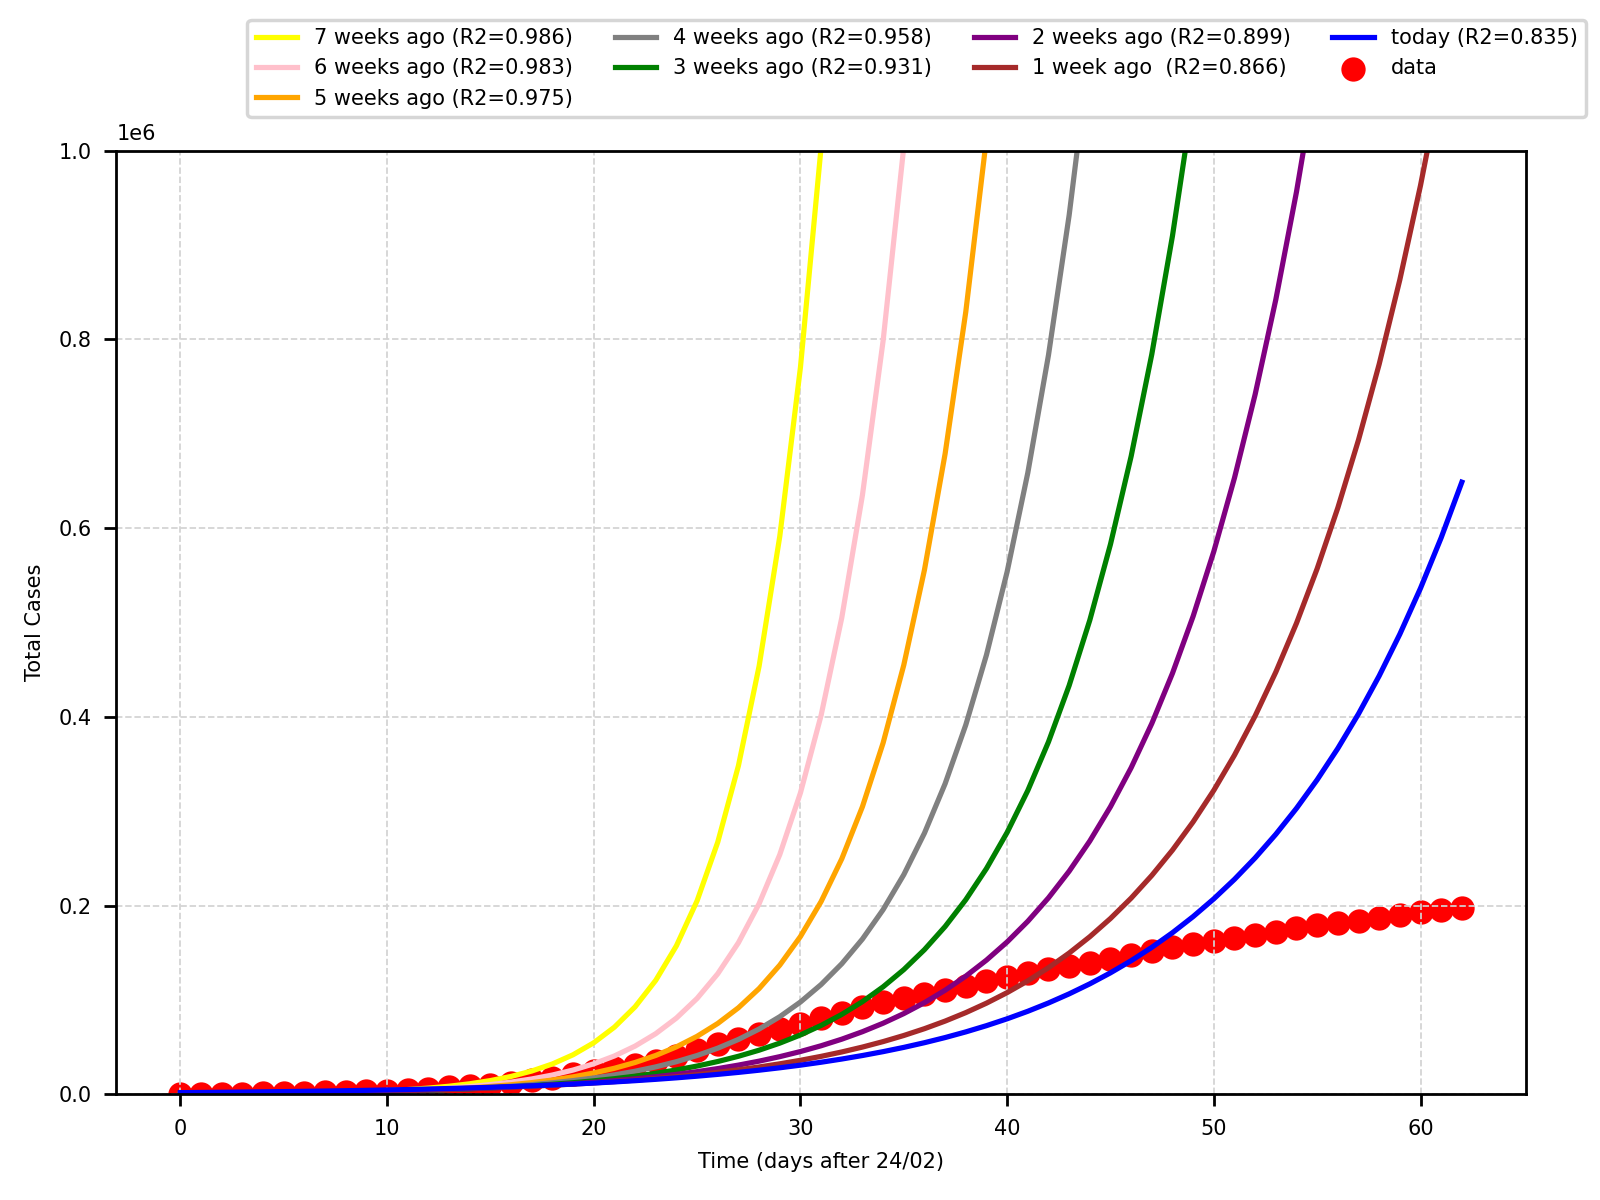 7 weeks ago (R2=0.986)
6 weeks ago (R2=0.983)
5 weeks ago (R2=0.975)
4 weeks ago (R2=0.958)
3 weeks ago (R2=0.931)
2 weeks ago (R2=0.899)
1 week ago  (R2=0.866)
today (R2=0.835)
data
1e6
1.0
0.8
0.6
0.4
0.2
0.0
Total Cases
0 10 20 30 40 50 60
Time (days after 24/02)